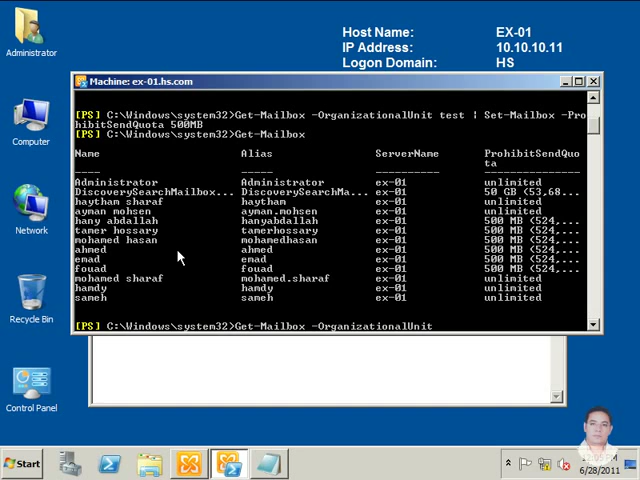 Administrator
Computer
Network
Recycle Bin
Control Panel
Host Name: EX-01
IP Address: 10.10.10.11
Logon Domain: HS
Machine: ex-01.hs.com
[PS] C:\Windows\system32>Get-Mailbox -OrganizationalUnit test | Set-Mailbox -Pro
hibitSendQuota 500MB
[PS] C:\Windows\system32>Get-Mailbox
Name Alias ServerName ProhibitSendQuo
ta
---- ----- ---------- ---------------
Administrator Administrator ex-01 unlimited
DiscoverySearchMailbox... DiscoverySearchMa... ex-01 50 GB (53,68...
haytham sharaf haytham ex-01 unlimited
ayman mohsen ayman.mohsen ex-01 unlimited
hany abdallah hanyabdallah ex-01 500 MB (524,...
tamer hossary tamerhossary ex-01 500 MB (524,...
mohamed hasan mohamedhasan ex-01 500 MB (524,...
ahmed ahmed ex-01 500 MB (524,...
emad emad ex-01 500 MB (524,...
fouad fouad ex-01 500 MB (524,...
mohamed sharaf mohamed.sharaf ex-01 unlimited
hamdy hamdy ex-01 unlimited
sameh sameh ex-01 unlimited
[PS] C:\Windows\system32>Get-Mailbox -OrganizationalUnit
Start
PM
6/28/2011